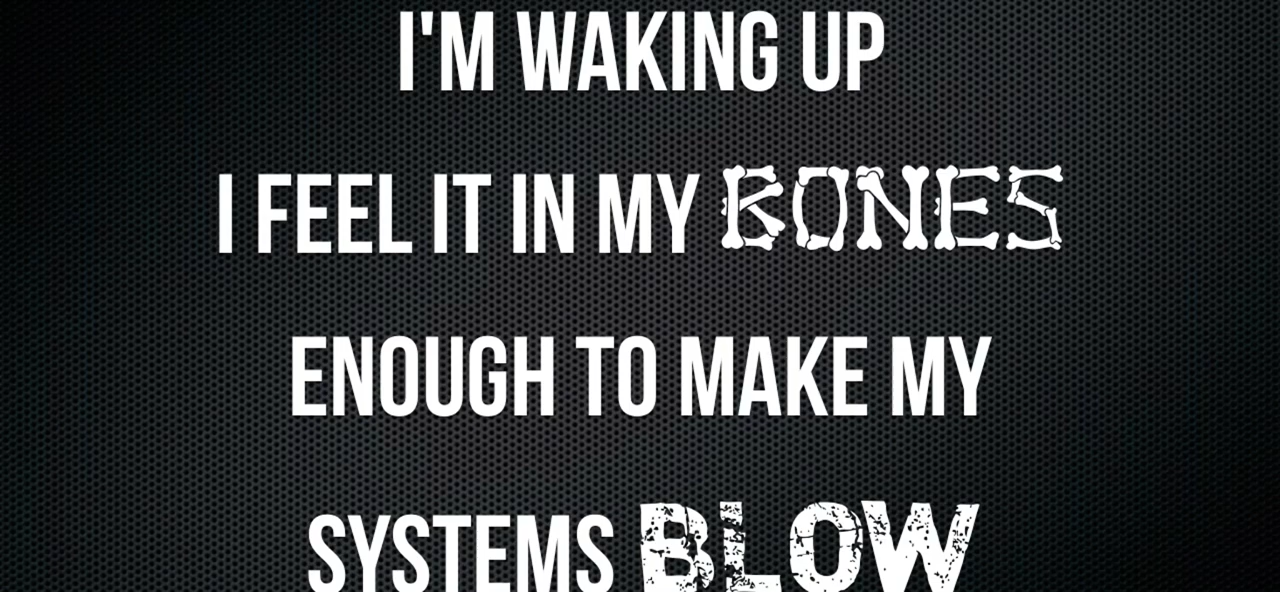 I'M WAKING UP
I FEEL IT IN MY BONES
ENOUGH TO MAKE MY
SYSTEMS BLOW